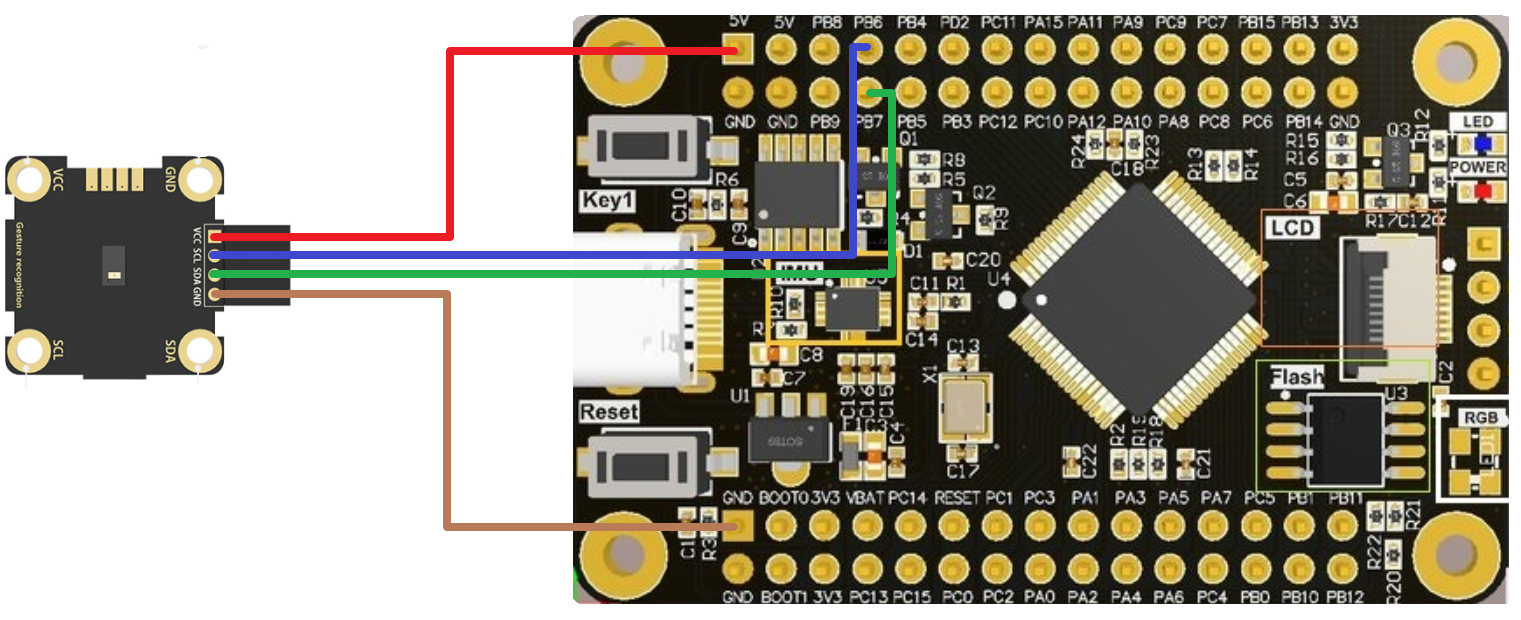 5V 5V PB8 PB6 PB4 PD2 PC11 PA15 PA11 PA9 PC9 PC7 PB15 PB13 3V3
GND GND PB9 PB7 PB5 PB3 PC12 PC10 PA12 PA10 PA8 PC8 PC6 PB14 GND
Q1
R8
R5
Q2
R9
R24
C18
R23
R13
R14
R15
R16
C5
C6
Q3
R12
LED
POWER
R17
LCD
Key1
C10
R6
C9
D1
C20
U4
IMU
R10
C11 R1
C14
C8
C7
U1
C19
C16
C15
C13
X1
C17
C4
SOT89
Reset
Flash
U3
C2
RGB
LED1
R2
R19
R18
C22
C21
R21
R22
R20
R3
GND BOOT0 3V3 VBAT PC14 RESET PC1 PC3 PA1 PA3 PA5 PA7 PC5 PB1 PB11
GND BOOT1 3V3 PC13 PC15 PC0 PC2 PA0 PA2 PA4 PA6 PC4 PB0 PB10 PB12
VCC
GND
Gesture recognition
VCC SCL SDA GND
SCL
SDA